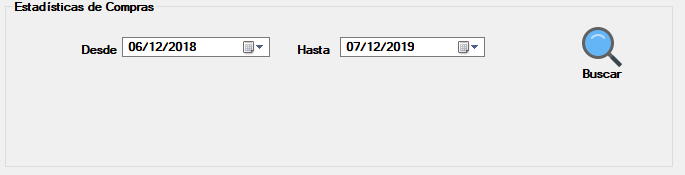 Estadísticas de Compras
Desde 06/12/2018 Hasta 07/12/2019
Buscar